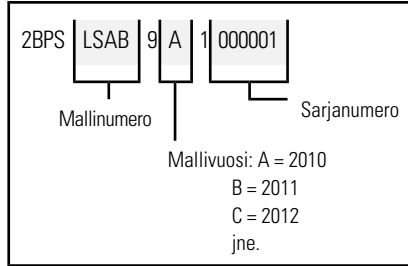 2BPS LSAB 9 A 1 000001
Mallinumero
Sarjanumero
Mallivuosi: A = 2010
B = 2011
C = 2012
jne.